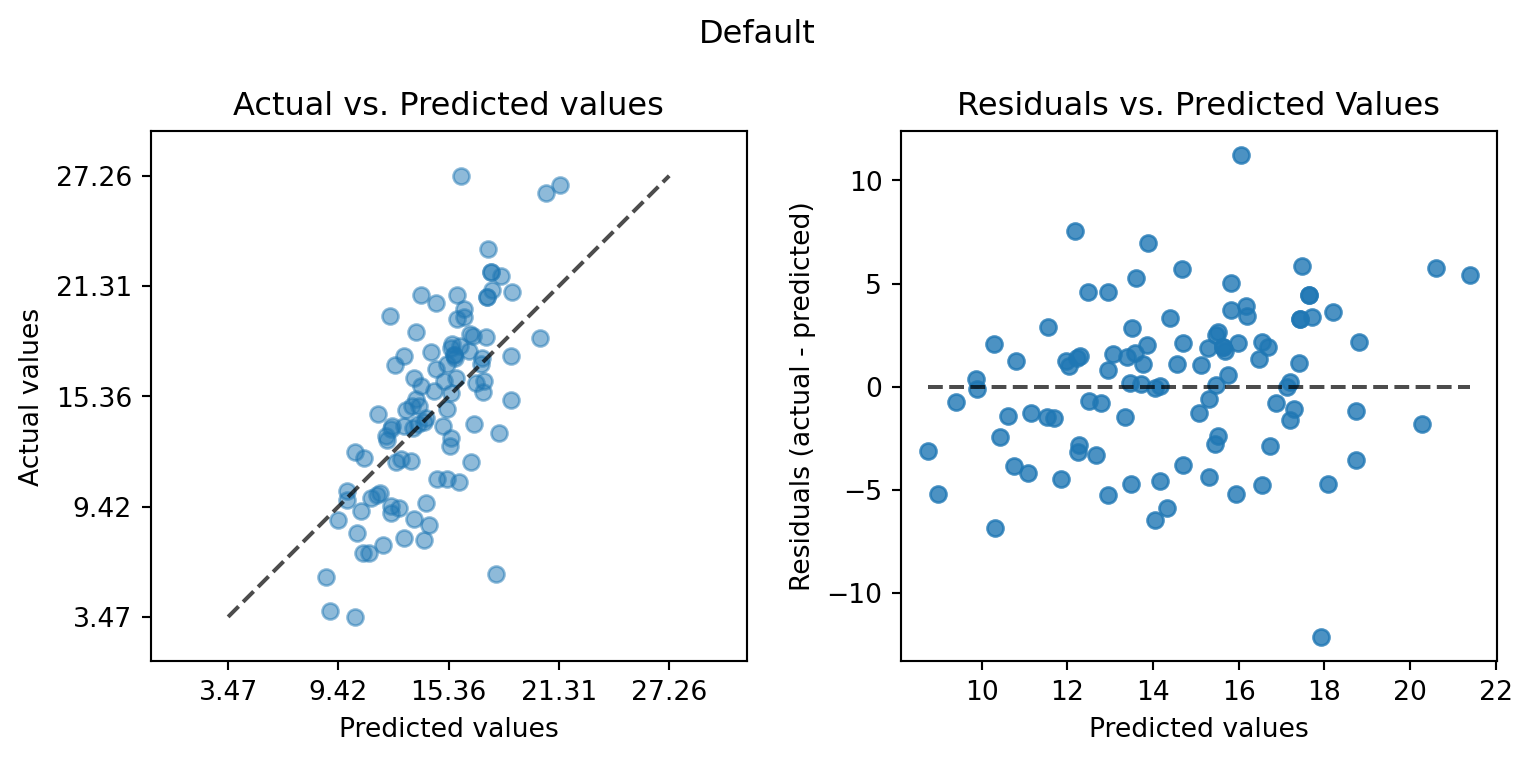 Default
Actual vs. Predicted values
27.26
21.31
15.36
9.42
3.47
Actual values
3.47 9.42 15.36 21.31 27.26
Predicted values
Residuals vs. Predicted Values
10
5
0
−5
−10
Residuals (actual - predicted)
10 12 14 16 18 20 22
Predicted values